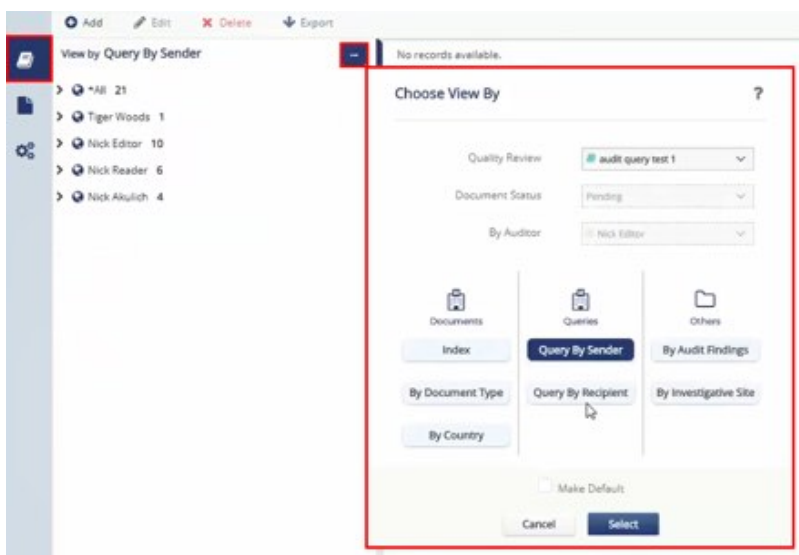 Add Edit Delete Export
View by Query By Sender
No records available.
*All 21
Tiger Woods 1
Nick Editor 10
Nick Reader 6
Nick Akulich 4
Choose View By ?
Quality Review audit query test 1
Document Status Pending
By Auditor Nick Editor
Documents Queries Others
Index Query By Sender By Audit Findings
By Document Type Query By Recipient By Investigative Site
By Country
Make Default
Cancel Select